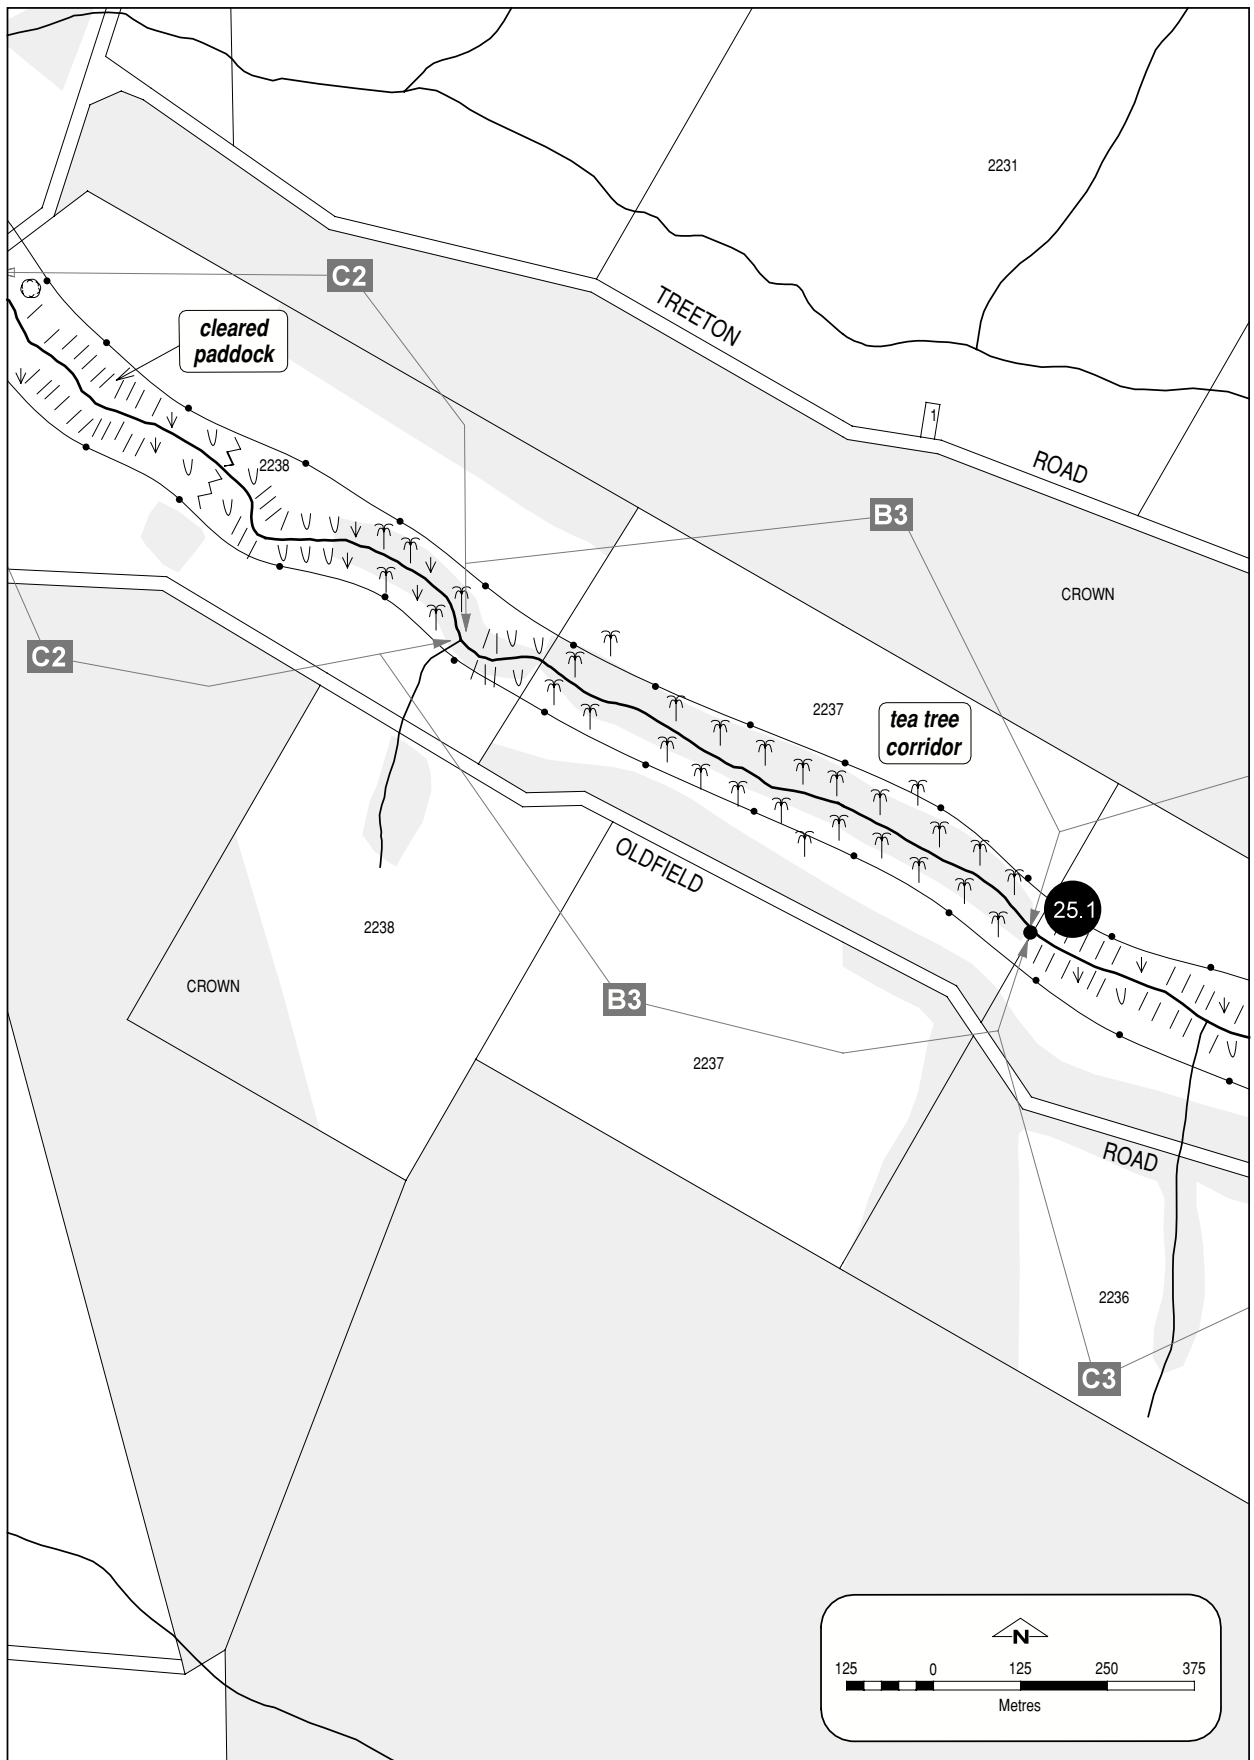 2231
C2
TREETON
cleared
paddock
1
ROAD
2238
B3
CROWN
C2
2237
tea tree
corridor
OLDFIELD
25.1
2238
CROWN
B3
2237
ROAD
2236
C3
N
125 0 125 250 375
Metres